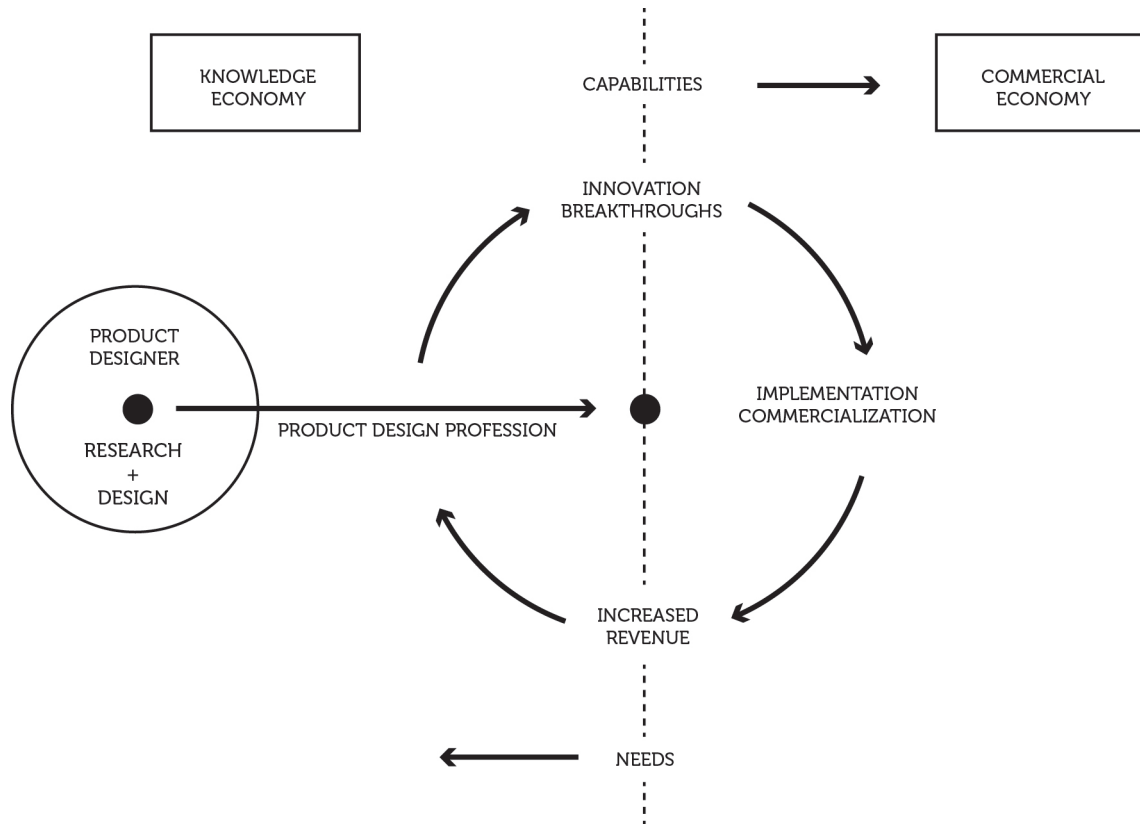 KNOWLEDGE
ECONOMY
CAPABILITIES
COMMERCIAL
ECONOMY
INNOVATION
BREAKTHROUGHS
PRODUCT
DESIGNER
RESEARCH
+
DESIGN
PRODUCT DESIGN PROFESSION
IMPLEMENTATION
COMMERCIALIZATION
INCREASED
REVENUE
NEEDS